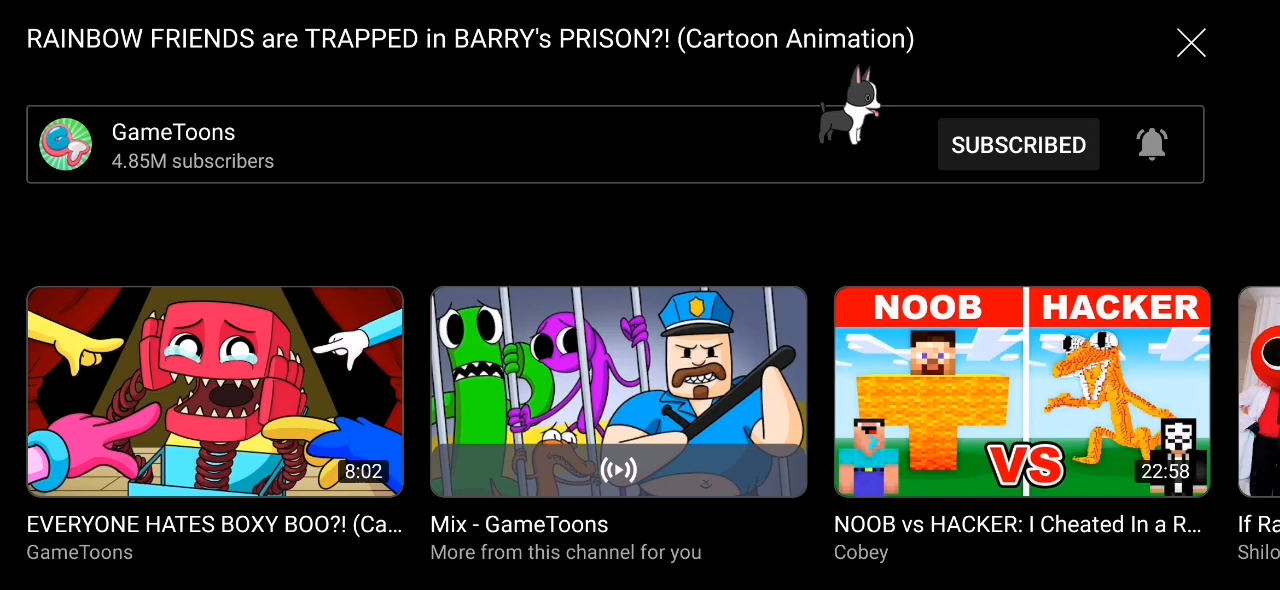 RAINBOW FRIENDS are TRAPPED in BARRY's PRISON?! (Cartoon Animation)
GameToons
4.85M subscribers
SUBSCRIBED
8:02
NOOB
HACKER
VS
22:58
EVERYONE HATES BOXY BOO?! (Ca...
GameToons
Mix - GameToons
More from this channel for you
NOOB vs HACKER: I Cheated In a R...
Cobey
If Ra
Shilo